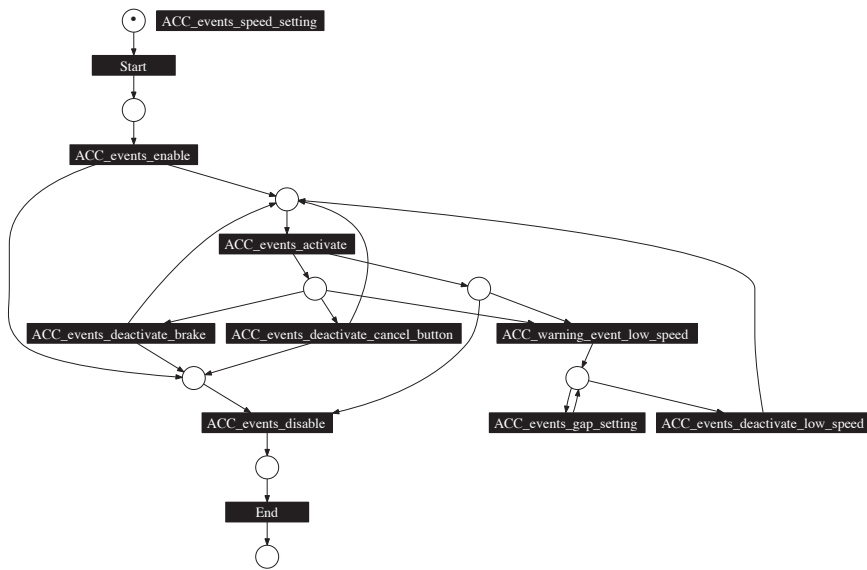 ACC_events_speed_setting
Start
ACC_events_enable
ACC_events_activate
ACC_events_deactivate_brake
ACC_events_deactivate_cancel_button
ACC_warning_event_low_speed
ACC_events_disable
ACC_events_gap_setting
ACC_events_deactivate_low_speed
End